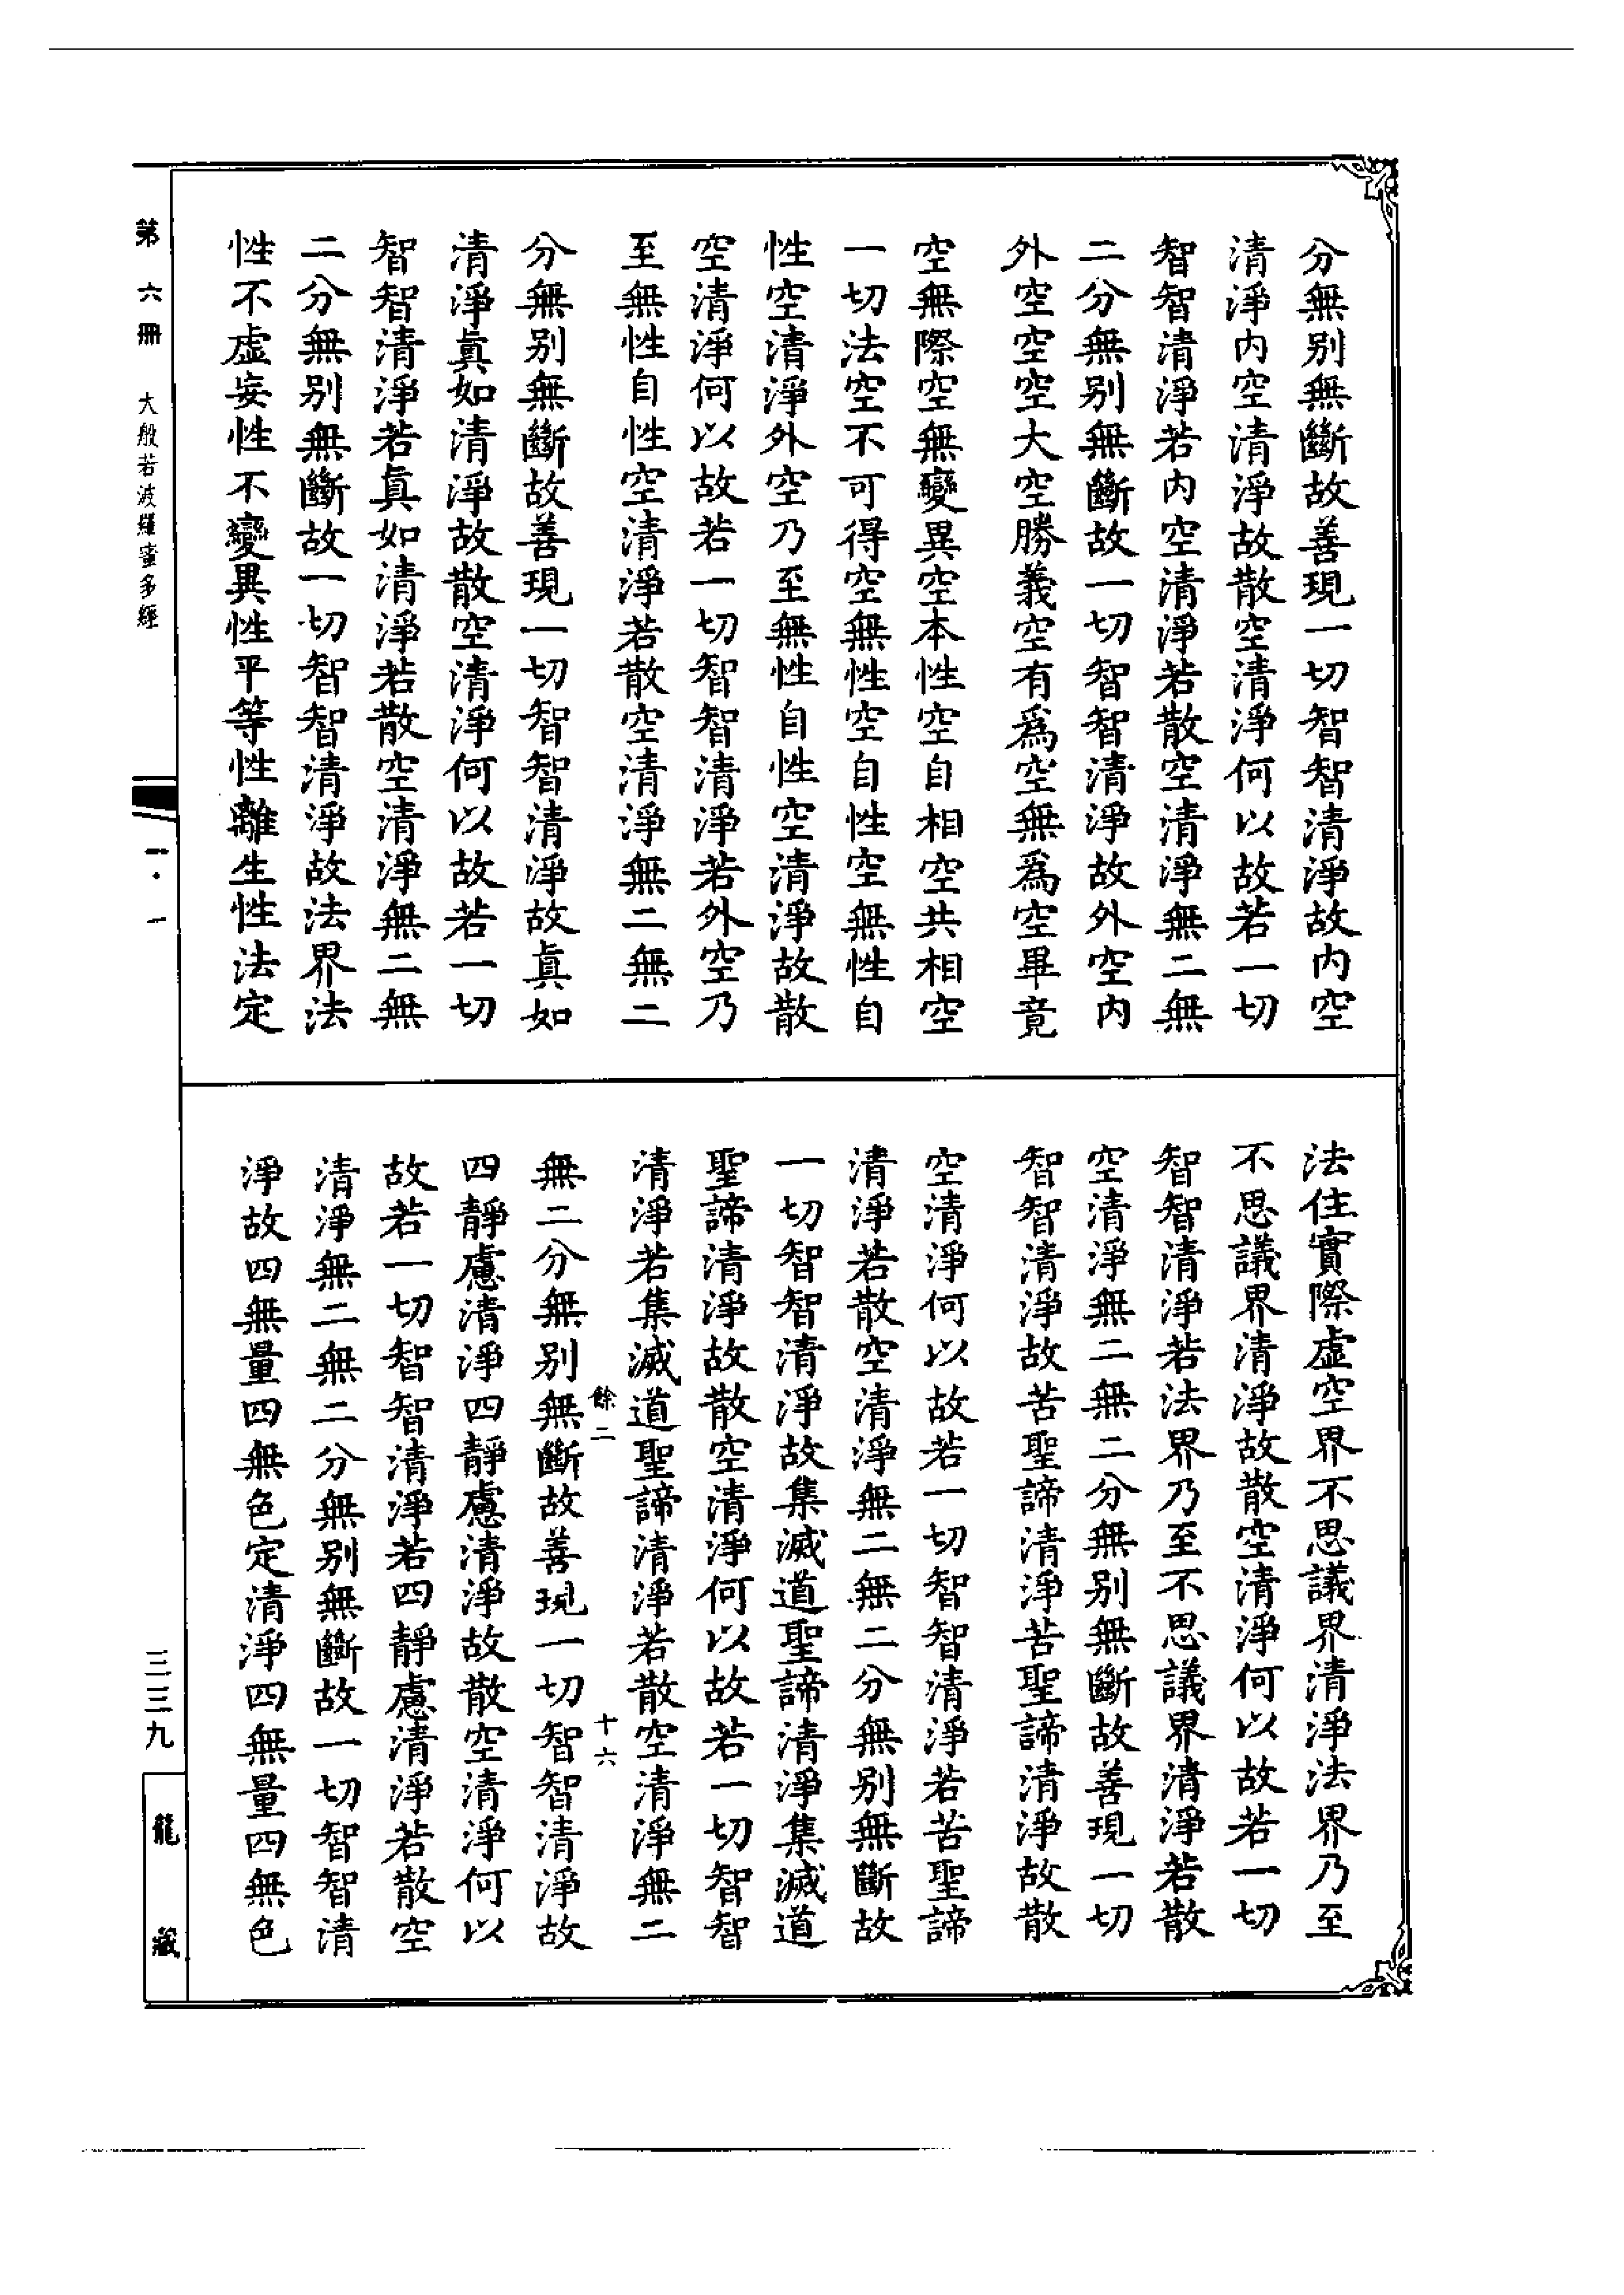 分無別無斷故善現一切智智清淨故內空
清淨內空清淨故散空清淨何以故若一切
智智清淨若內空清淨若散空清淨無二無
二分無別無斷故一切智智清淨故外空內
外空空空大空勝義空有為空無為空畢竟
空無際空無變異空本性空自相空共相空
一切法空不可得空無性空自性空無性自
性空清淨外空乃至無性自性空清淨故散
空清淨何以故若一切智智清淨若外空乃
至無性自性空清淨若散空清淨無二無二
分無別無斷故善現一切智智清淨故真如
清淨真如清淨故散空清淨何以故若一切
智智清淨若真如清淨若散空清淨無二無
二分無別無斷故一切智智清淨故法界法
性不虛妄性不變異性平等性離生性法定
法住實際虛空界不思議界清淨法界乃至
不思議界清淨故散空清淨何以故若一切
智智清淨若法界乃至不思議界清淨若散
空清淨無二無二分無別無斷故善現一切
智智清淨故苦聖諦清淨苦聖諦清淨故散
空清淨何以故若一切智智清淨若苦聖諦
清淨若散空清淨無二無二分無別無斷故
一切智智清淨故集滅道聖諦清淨集滅道
聖諦清淨故散空清淨何以故若一切智智
清淨若集滅道聖諦清淨若散空清淨無二
餘二 十六
無二分無別無斷故善現一切智智清淨故
四靜慮清淨四靜慮清淨故散空清淨何以
故若一切智智清淨若四靜慮清淨若散空
清淨無二無二分無別無斷故一切智智清
淨故四無量四無色定清淨四無量四無色
第六冊 大般若波羅蜜多經
一·一
三三九
龍藏